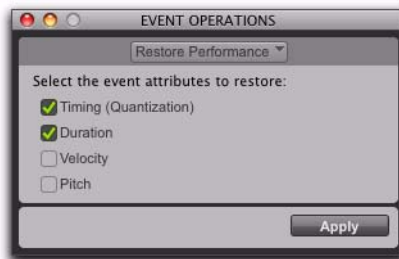 EVENT OPERATIONS
Restore Performance
Select the event attributes to restore:
Timing (Quantization)
Duration
Velocity
Pitch
Apply